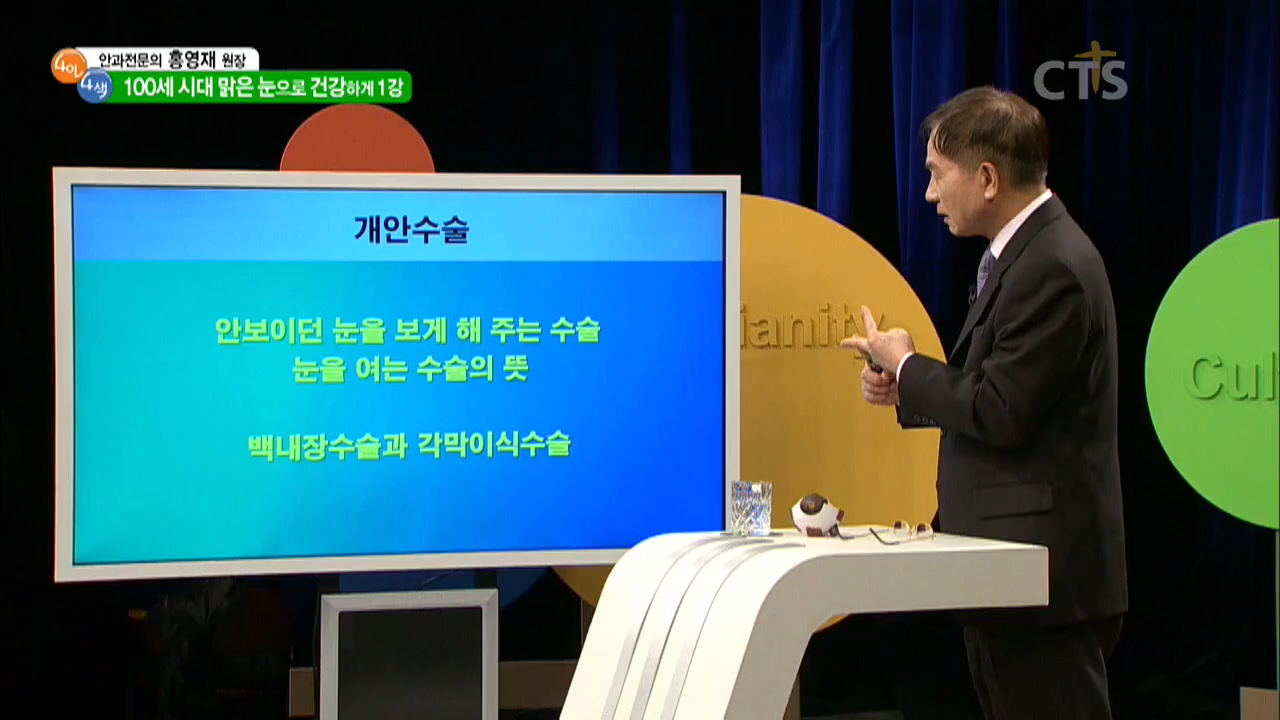 4인
4색
안과전문의 홍영재 원장
100세 시대 맑은 눈으로 건강하게 1강
CTS
개안수술
안보이던 눈을 보게 해 주는 수술
눈을 여는 수술의 뜻
백내장수술과 각막이식수술
ianity
Cul